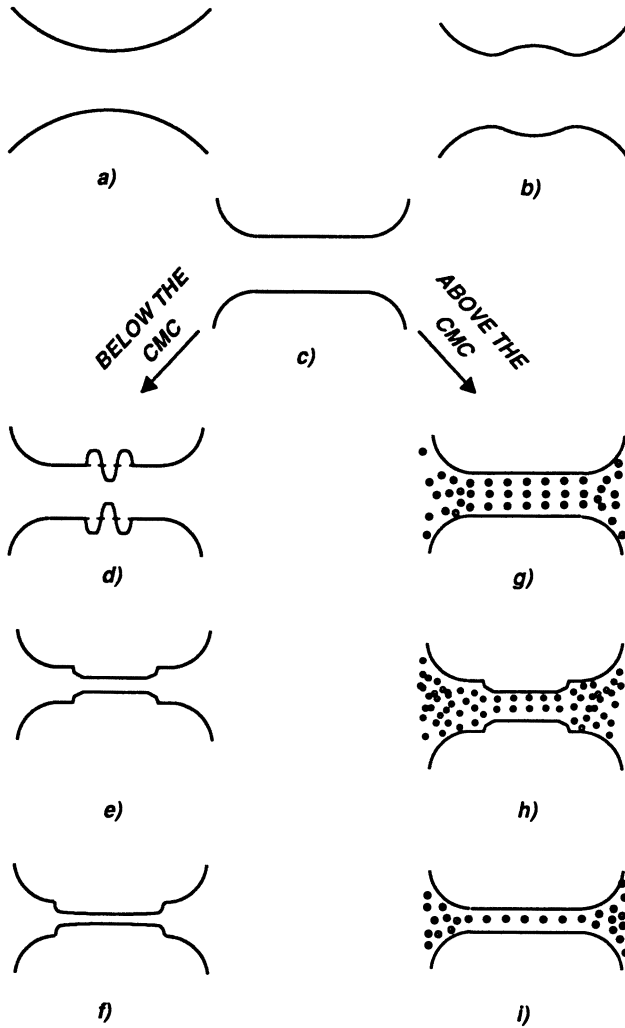 a)
b)
BELOW THE
CMC
c)
ABOVE THE
CMC
d)
g)
e)
h)
f)
i)